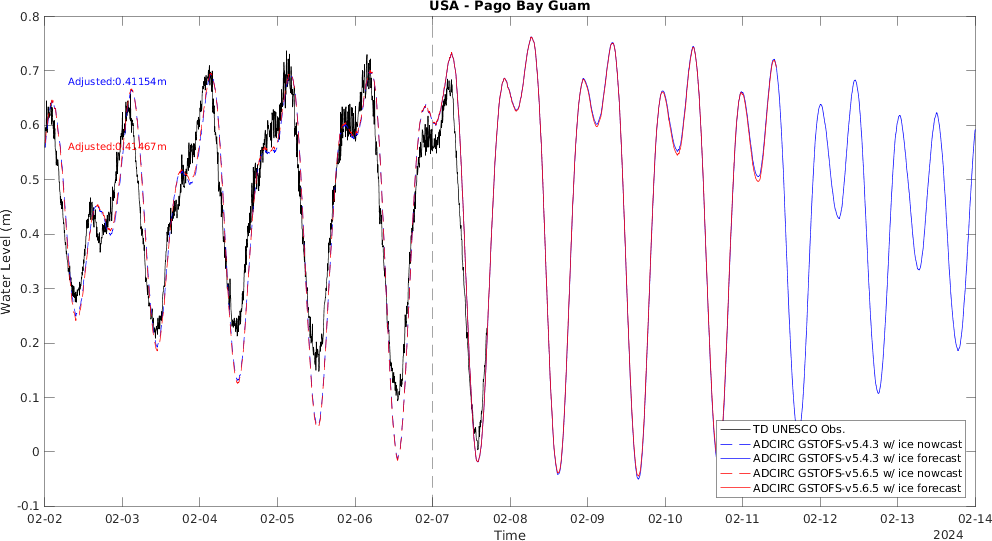 USA - Pago Bay Guam
0.8
0.7
0.6
0.5
0.4
0.3
0.2
0.1
0
-0.1
Water Level (m)
Adjusted:0.41154m
Adjusted:0.41467m
TD UNESCO Obs.
ADCIRC GSTOFS-v5.4.3 w/ ice nowcast
ADCIRC GSTOFS-v5.4.3 w/ ice forecast
ADCIRC GSTOFS-v5.6.5 w/ ice nowcast
ADCIRC GSTOFS-v5.6.5 w/ ice forecast
02-02 02-03 02-04 02-05 02-06 02-07 02-08 02-09 02-10 02-11 02-12 02-13 02-14
Time
2024